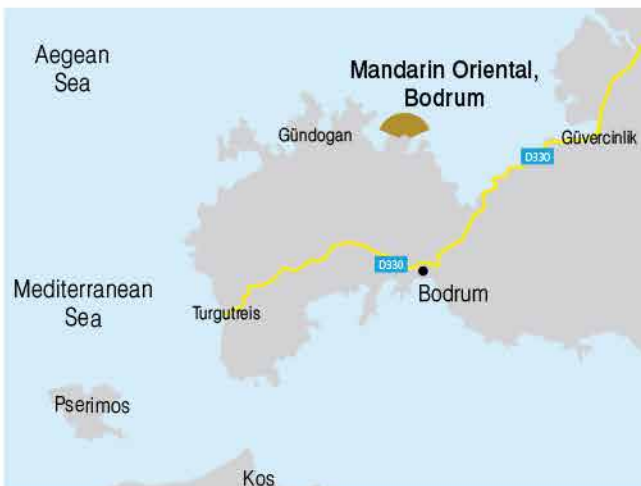 Aegean
Sea
Mandarin Oriental,
Bodrum
Gündogan
Güvercinlik
D330
D330
Bodrum
Mediterranean
Sea
Turgutreis
Pserimos
Kos